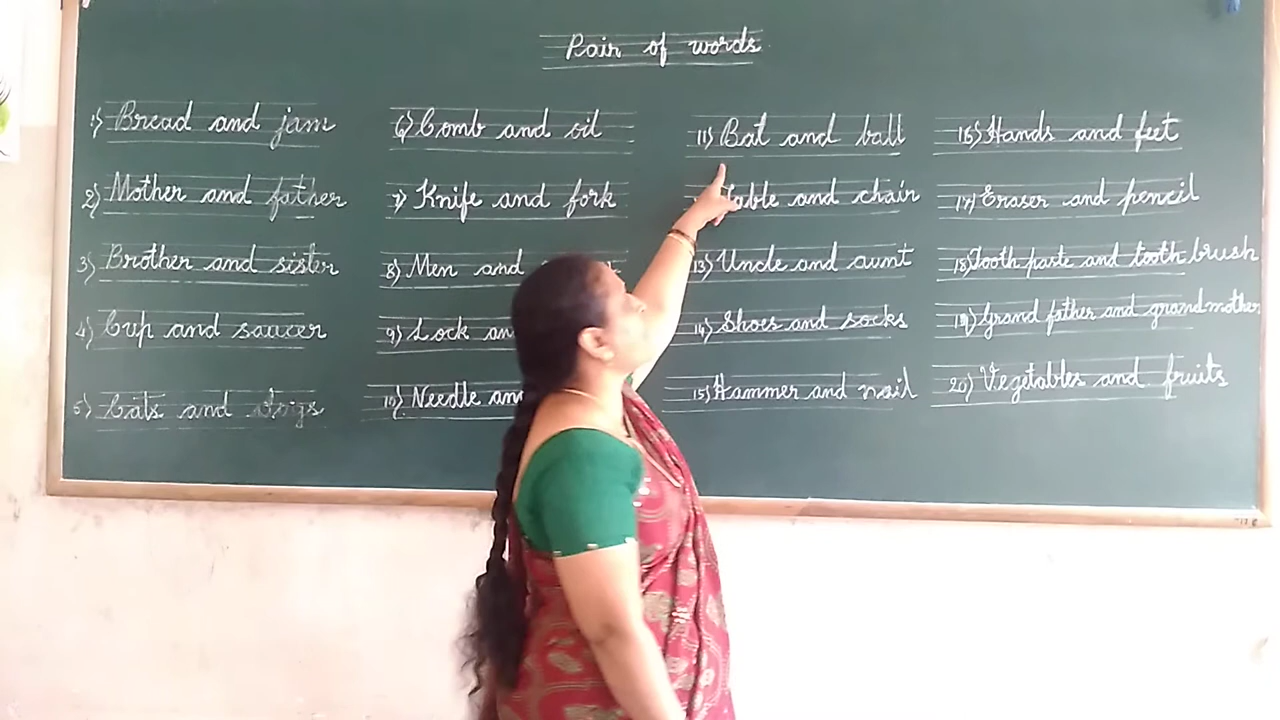 Pair of words
1) Bread and jam
2) Mother and father
3) Brother and sister
4) Cup and saucer
5) Cats and dogs
6) Comb and oil
7) Knife and fork
8) Men and
9) Lock
10) Needle and
11) Bat and ball
Table and chair
13) Uncle and aunt
14) Shoes and socks
15) Hammer and nail
16) Hands and feet
17) Eraser and pencil
18) Tooth paste and tooth brush
19) Grand father and grandmother
20) Vegetables and fruits